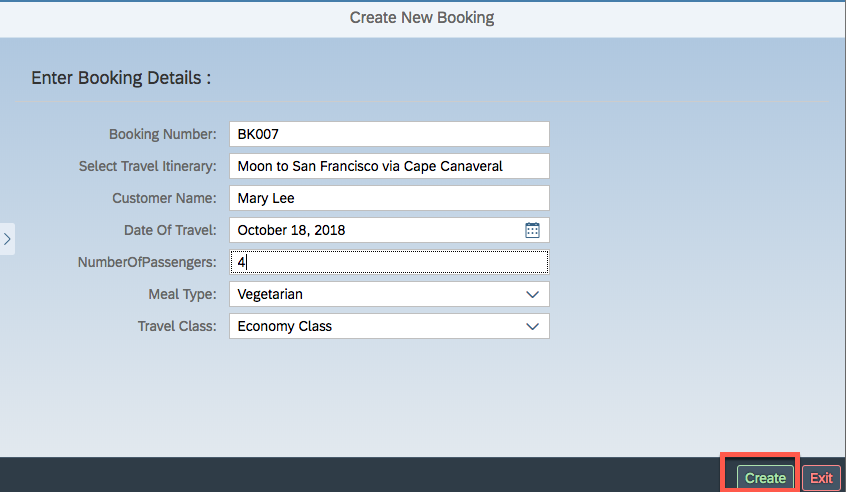 Create New Booking
Enter Booking Details :
Booking Number: BK007
Select Travel Itinerary: Moon to San Francisco via Cape Canaveral
Customer Name: Mary Lee
Date Of Travel: October 18, 2018
NumberOfPassengers: 4
Meal Type: Vegetarian
Travel Class: Economy Class
Create Exit